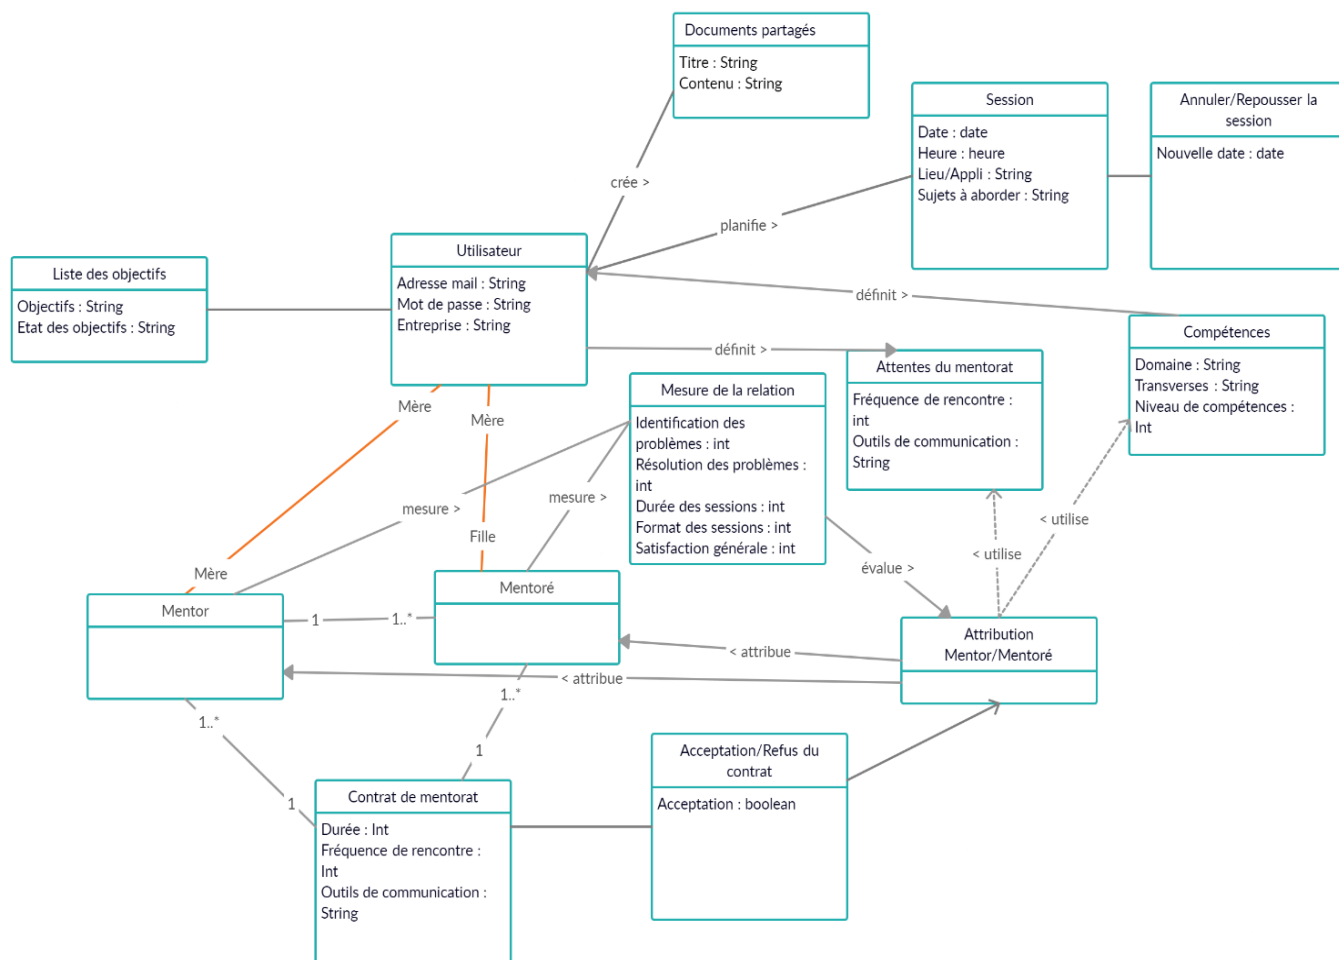 Documents partagés
Titre : String
Contenu : String
Session
Date : date
Heure : heure
Lieu/Appli : String
Sujets à aborder : String
Annuler/Repousser la
session
Nouvelle date : date
crée >
planifie >
Utilisateur
Adresse mail : String
Mot de passe : String
Entreprise : String
Liste des objectifs
Objectifs : String
Etat des objectifs : String
définit >
définit >
Compétences
Domaine : String
Transverses : String
Niveau de compétences :
Int
Attentes du mentorat
Fréquence de rencontre :
int
Outils de communication :
String
Mesure de la relation
Identification des
problèmes : int
Résolution des problèmes :
int
Durée des sessions : int
Format des sessions : int
Satisfaction générale : int
Mère
Mère
mesure >
mesure >
Mère
Fille
< utilise
< utilise
évalue >
Mentor
Mentoré
1
1..*
Attribution
Mentor/Mentoré
< attribue
< attribue
1..*
1
1..*
1
Acceptation/Refus du
contrat
Acceptation : boolean
Contrat de mentorat
Durée : Int
Fréquence de rencontre :
Int
Outils de communication :
String